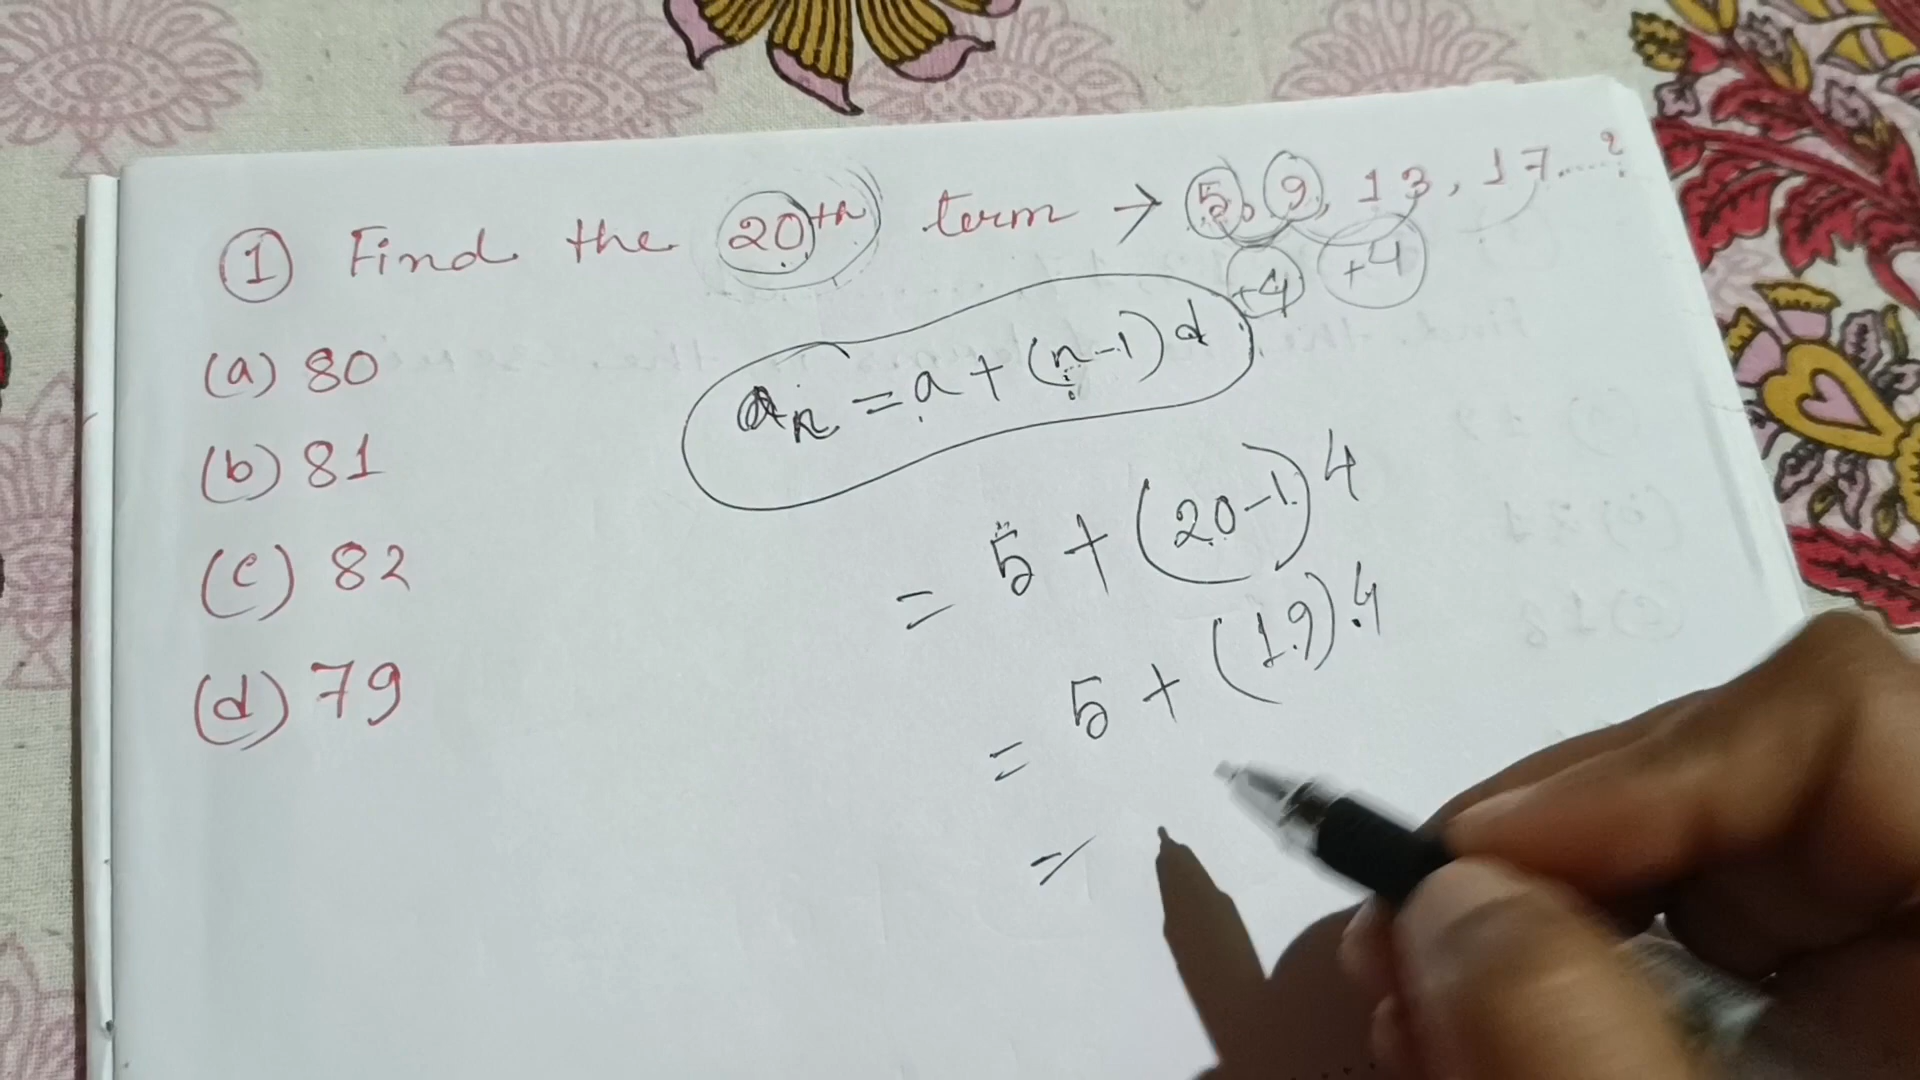 ① Find the 20th term → 5, 9, 13, 17.....?
+4 +4
(a) 80
(b) 81
(c) 82
(d) 79
an = a + (n-1) d
= 5 + (20-1) 4
= 5 + (19).4
=